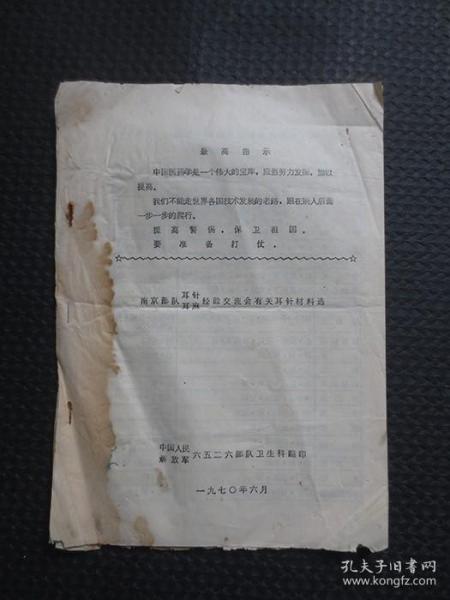 最高指示
中国医药学是一个伟大的宝库，应当努力发掘，加以
提高。
我们不能走世界各国技术发展的老路，跟在别人后面
一步一步的爬行。
提高警惕，保卫祖国。
要准备打仗。
南京部队耳针耳麻经验交流会有关耳针材料选
中国人民解放军六五二六部队卫生科翻印
一九七〇年六月
孔夫子旧书网
www.kongfz.com